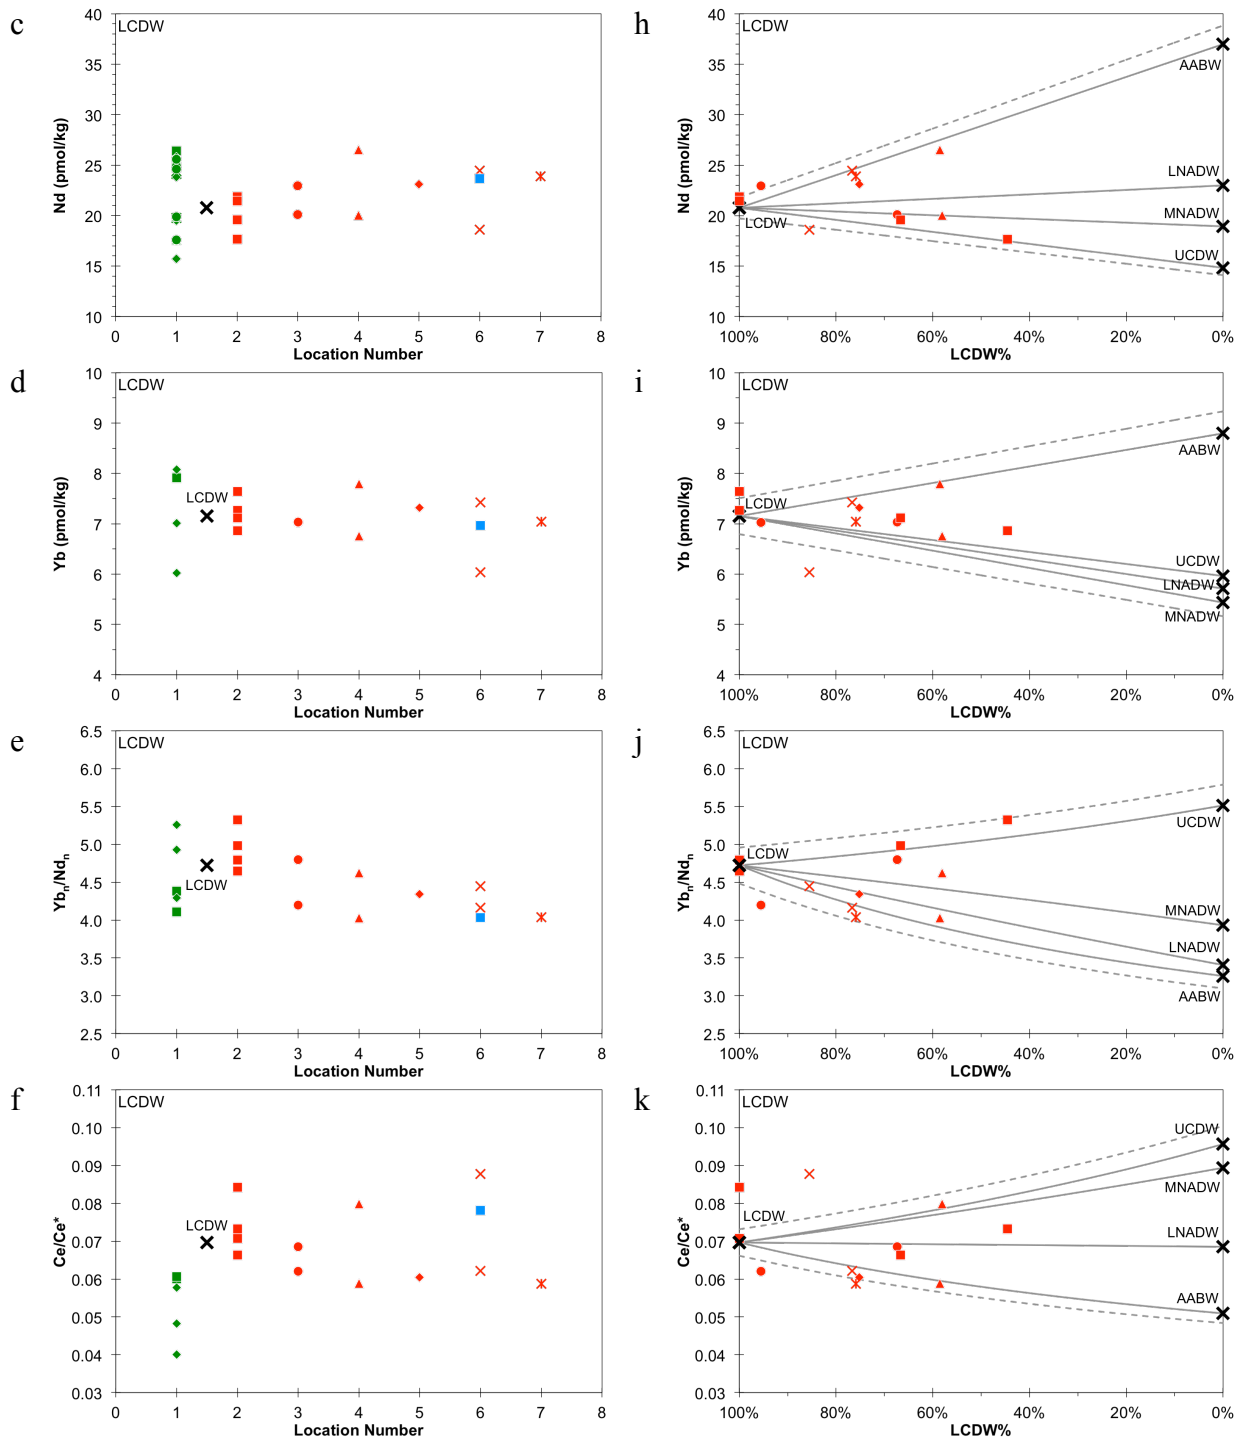 c
LCDW
40
35
30
25
20
15
10
Nd (pmol/kg)
0 1 2 3 4 5 6 7 8
Location Number
h
LCDW
40
35
30
25
20
15
10
Nd (pmol/kg)
AABW
LNADW
MNADW
UCDW
LCDW
100% 80% 60% 40% 20% 0%
LCDW%
d
LCDW
10
9
8
7
6
5
4
Yb (pmol/kg)
LCDW
0 1 2 3 4 5 6 7 8
Location Number
i
LCDW
10
9
8
7
6
5
4
Yb (pmol/kg)
AABW
LCDW
UCDW
LNADW
MNADW
100% 80% 60% 40% 20% 0%
LCDW%
e
LCDW
6.5
6.0
5.5
5.0
4.5
4.0
3.5
3.0
2.5
Ybn/Ndn
LCDW
0 1 2 3 4 5 6 7 8
Location Number
j
LCDW
6.5
6.0
5.5
5.0
4.5
4.0
3.5
3.0
2.5
Ybn/Ndn
UCDW
LCDW
MNADW
LNADW
AABW
100% 80% 60% 40% 20% 0%
LCDW%
f
LCDW
0.11
0.10
0.09
0.08
0.07
0.06
0.05
0.04
0.03
Ce/Ce*
LCDW
0 1 2 3 4 5 6 7 8
Location Number
k
LCDW
0.11
0.10
0.09
0.08
0.07
0.06
0.05
0.04
0.03
Ce/Ce*
UCDW
MNADW
LCDW
LNADW
AABW
100% 80% 60% 40% 20% 0%
LCDW%